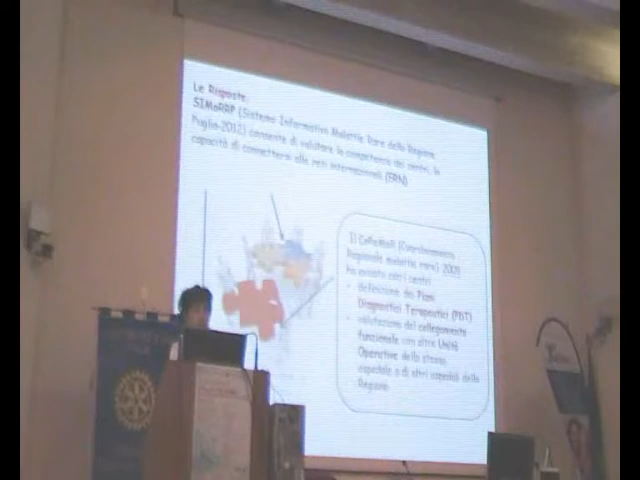 Le Risposte
SIMaRRP (Sistema Informativo Malattie Rare della Regione
Puglia-2012) consente di valutare la competenza dei centri, la
capacità di connettersi alle reti internazionali (ERN)
Il CoReMaR (Coordinamento
Regionale malattie rare) 2009
ha avviato con i centri
• definizione dei Piani
Diagnostici Terapeutici (PDT)
• valutazione del collegamento
funzionale con altre Unità
Operative dello stesso
ospedale o di altri ospedali della
Regione